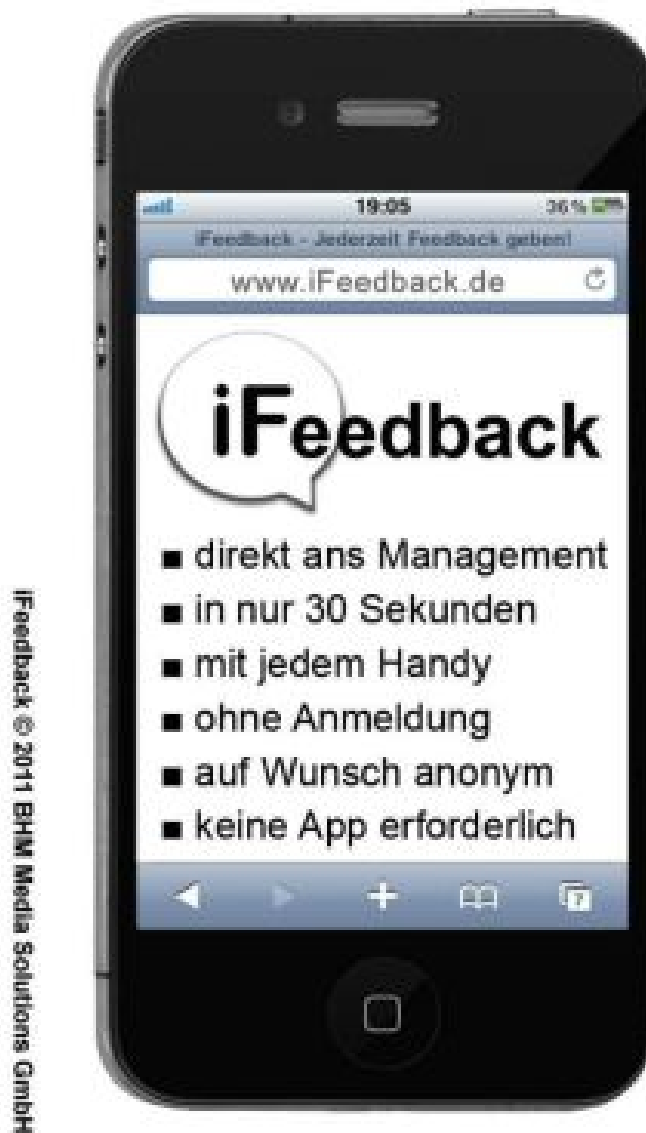 19:05 36%
iFeedback - Jederzeit Feedback geben!
www.iFeedback.de
iFeedback
direkt ans Management
in nur 30 Sekunden
mit jedem Handy
ohne Anmeldung
auf Wunsch anonym
keine App erforderlich
7
iFeedback © 2011 BHM Media Solutions GmbH